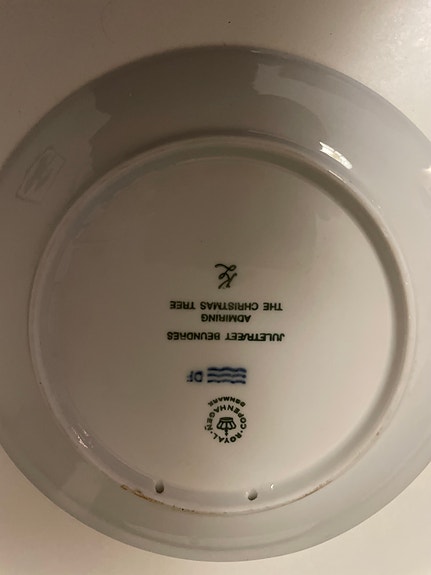 ROYAL COPENHAGEN
DENMARK
DF
JULETRÆET BEUNDRES
ADMIRING
THE CHRISTMAS TREE